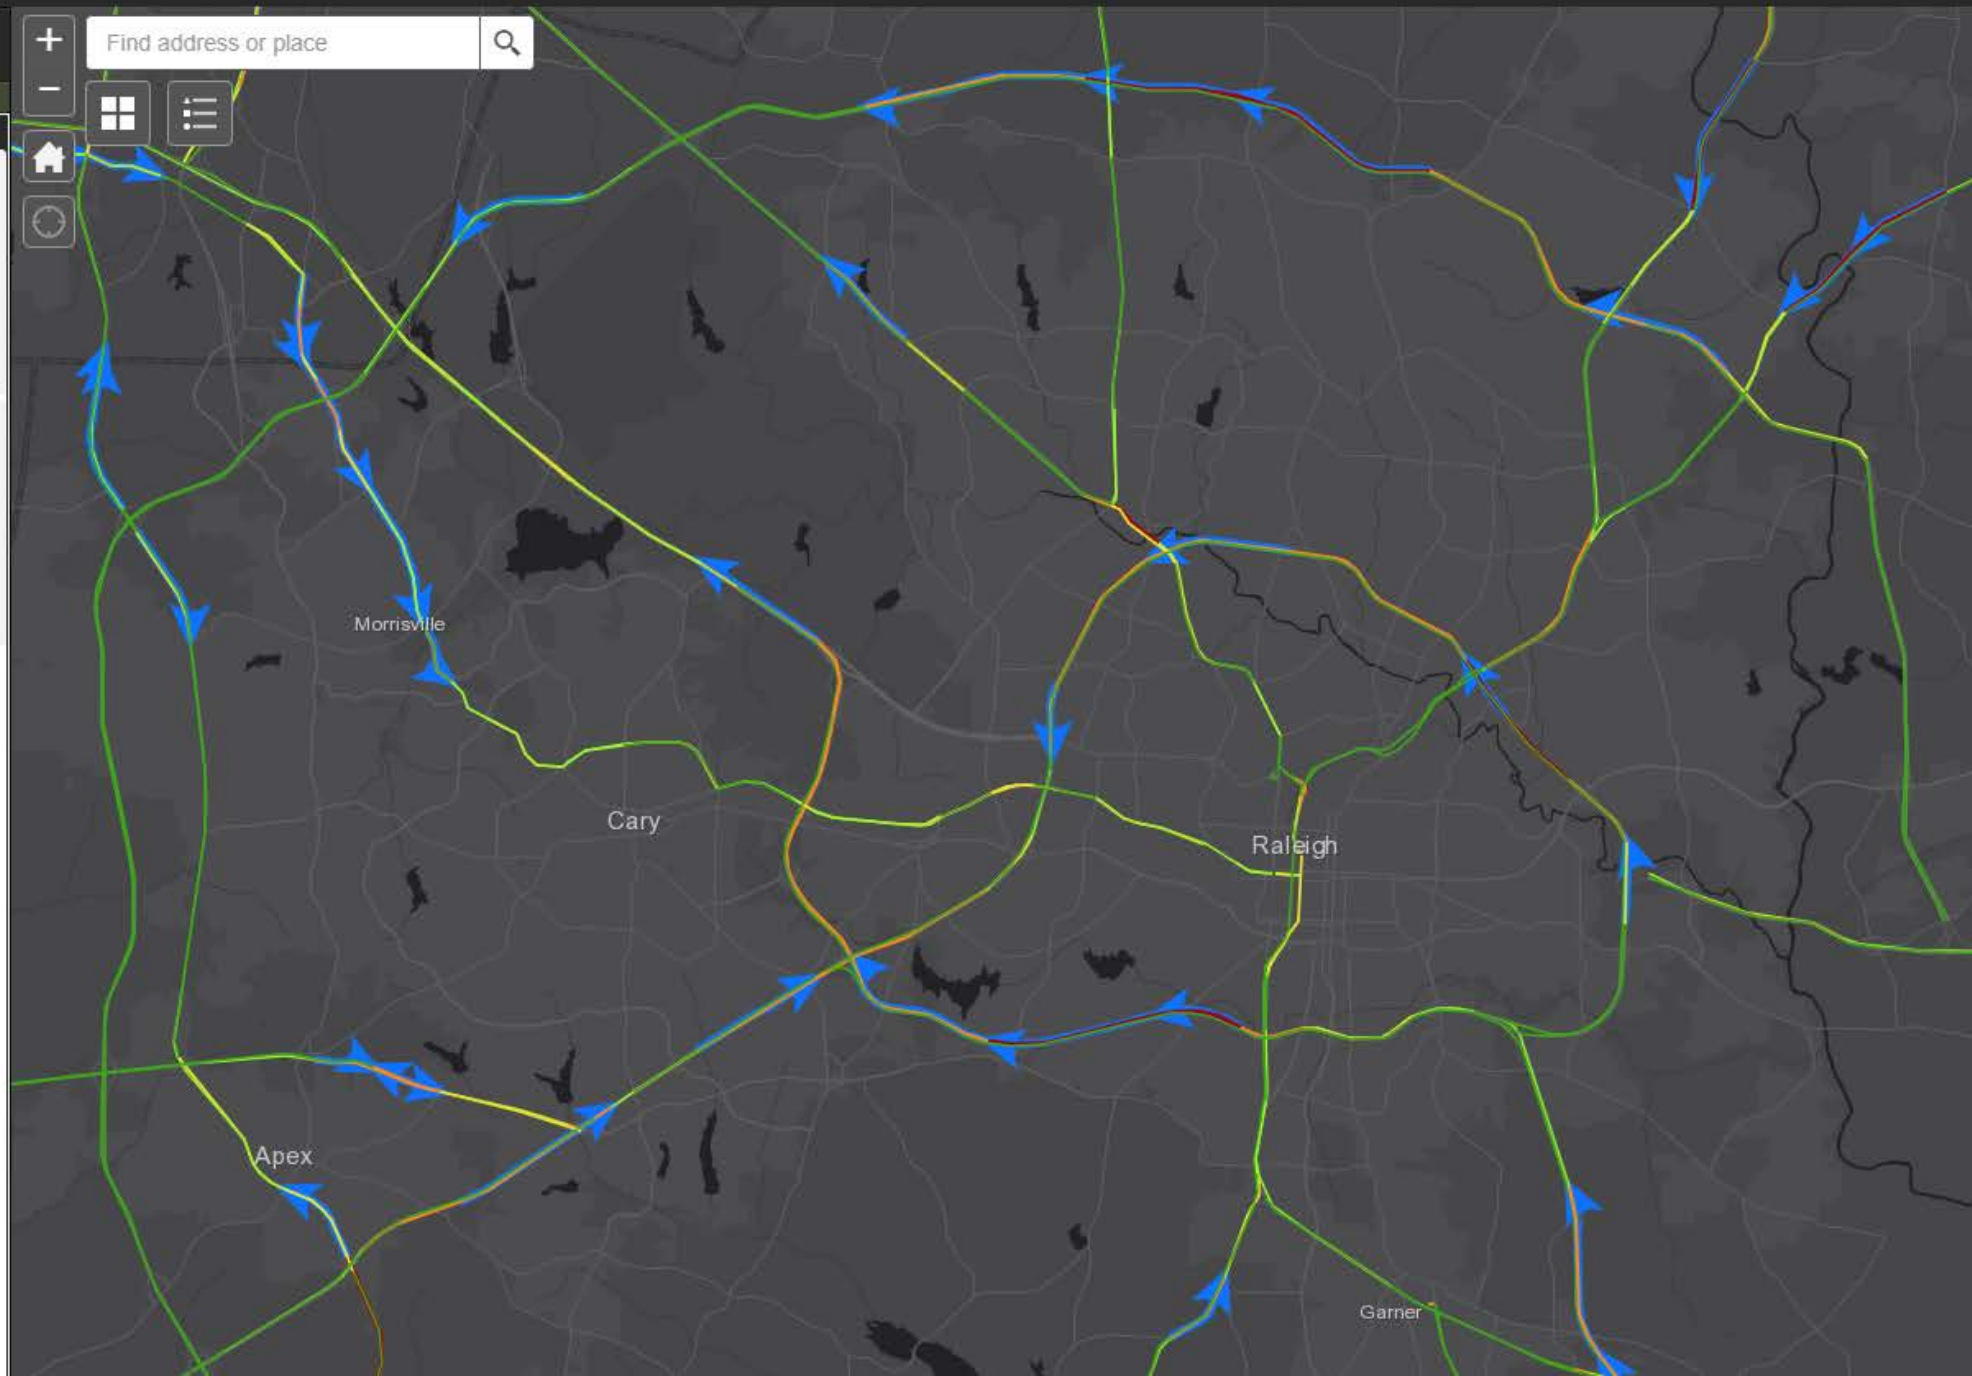 Find address or place
Morrisville
Cary
Raleigh
Apex
Garner